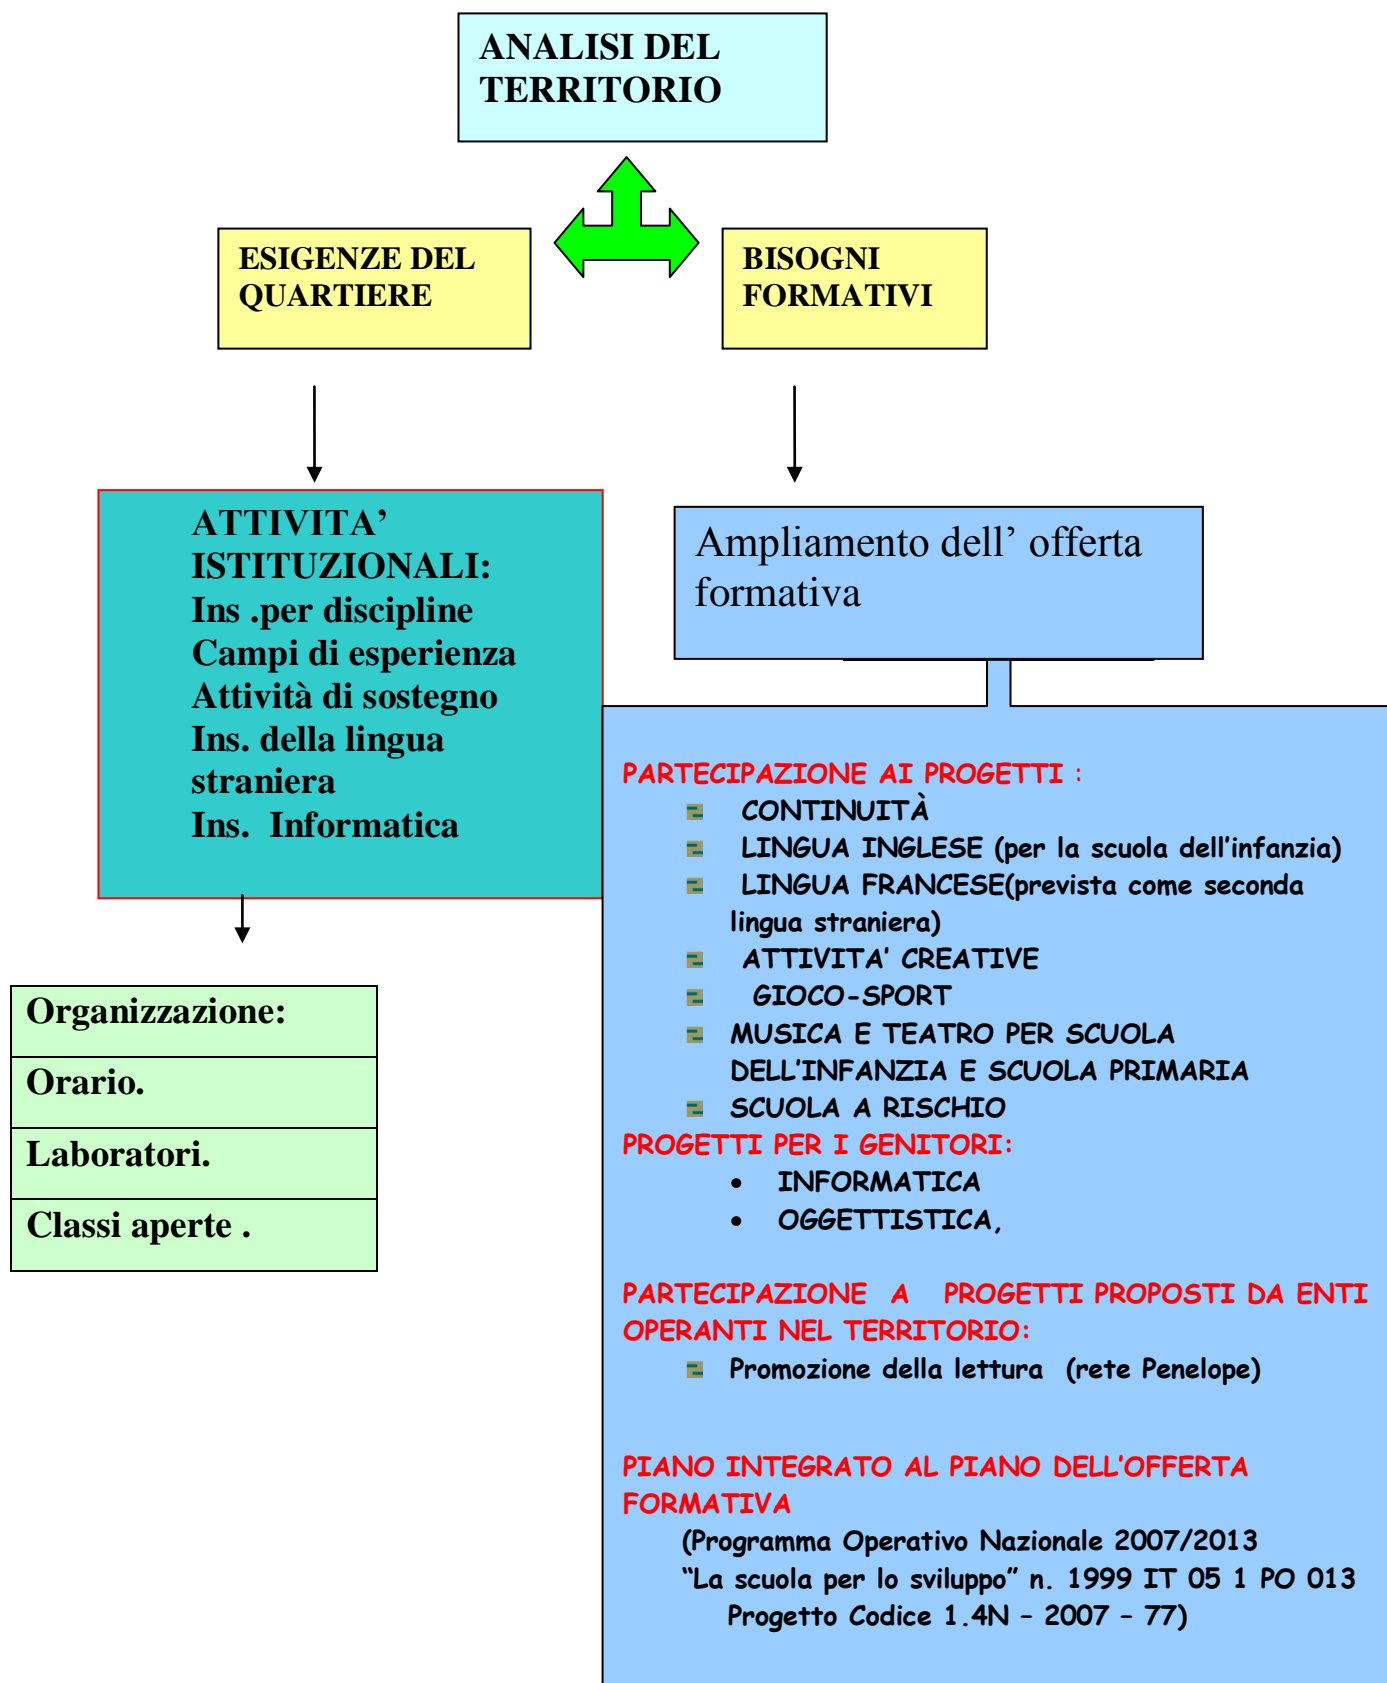 ANALISI DEL
TERRITORIO
ESIGENZE DEL
QUARTIERE
BISOGNI
FORMATIVI
ATTIVITA’
ISTITUZIONALI:
Ins .per discipline
Campi di esperienza
Attività di sostegno
Ins. della lingua
straniera
Ins.  Informatica
Organizzazione:
Orario.
Laboratori.
Classi aperte .
Ampliamento dell’ offerta
formativa
PARTECIPAZIONE AI PROGETTI :
CONTINUITÀ
LINGUA INGLESE (per la scuola dell’infanzia)
LINGUA FRANCESE(prevista come seconda
lingua straniera)
ATTIVITA’ CREATIVE
GIOCO-SPORT
MUSICA E TEATRO PER SCUOLA
DELL’INFANZIA E SCUOLA PRIMARIA
SCUOLA A RISCHIO
PROGETTI PER I GENITORI:
• INFORMATICA
• OGGETTISTICA,
PARTECIPAZIONE  A   PROGETTI PROPOSTI DA ENTI
OPERANTI NEL TERRITORIO:
Promozione della lettura  (rete Penelope)
PIANO INTEGRATO AL PIANO DELL’OFFERTA
FORMATIVA
(Programma Operativo Nazionale 2007/2013
“La scuola per lo sviluppo” n. 1999 IT 05 1 PO 013
Progetto Codice 1.4N – 2007 – 77)